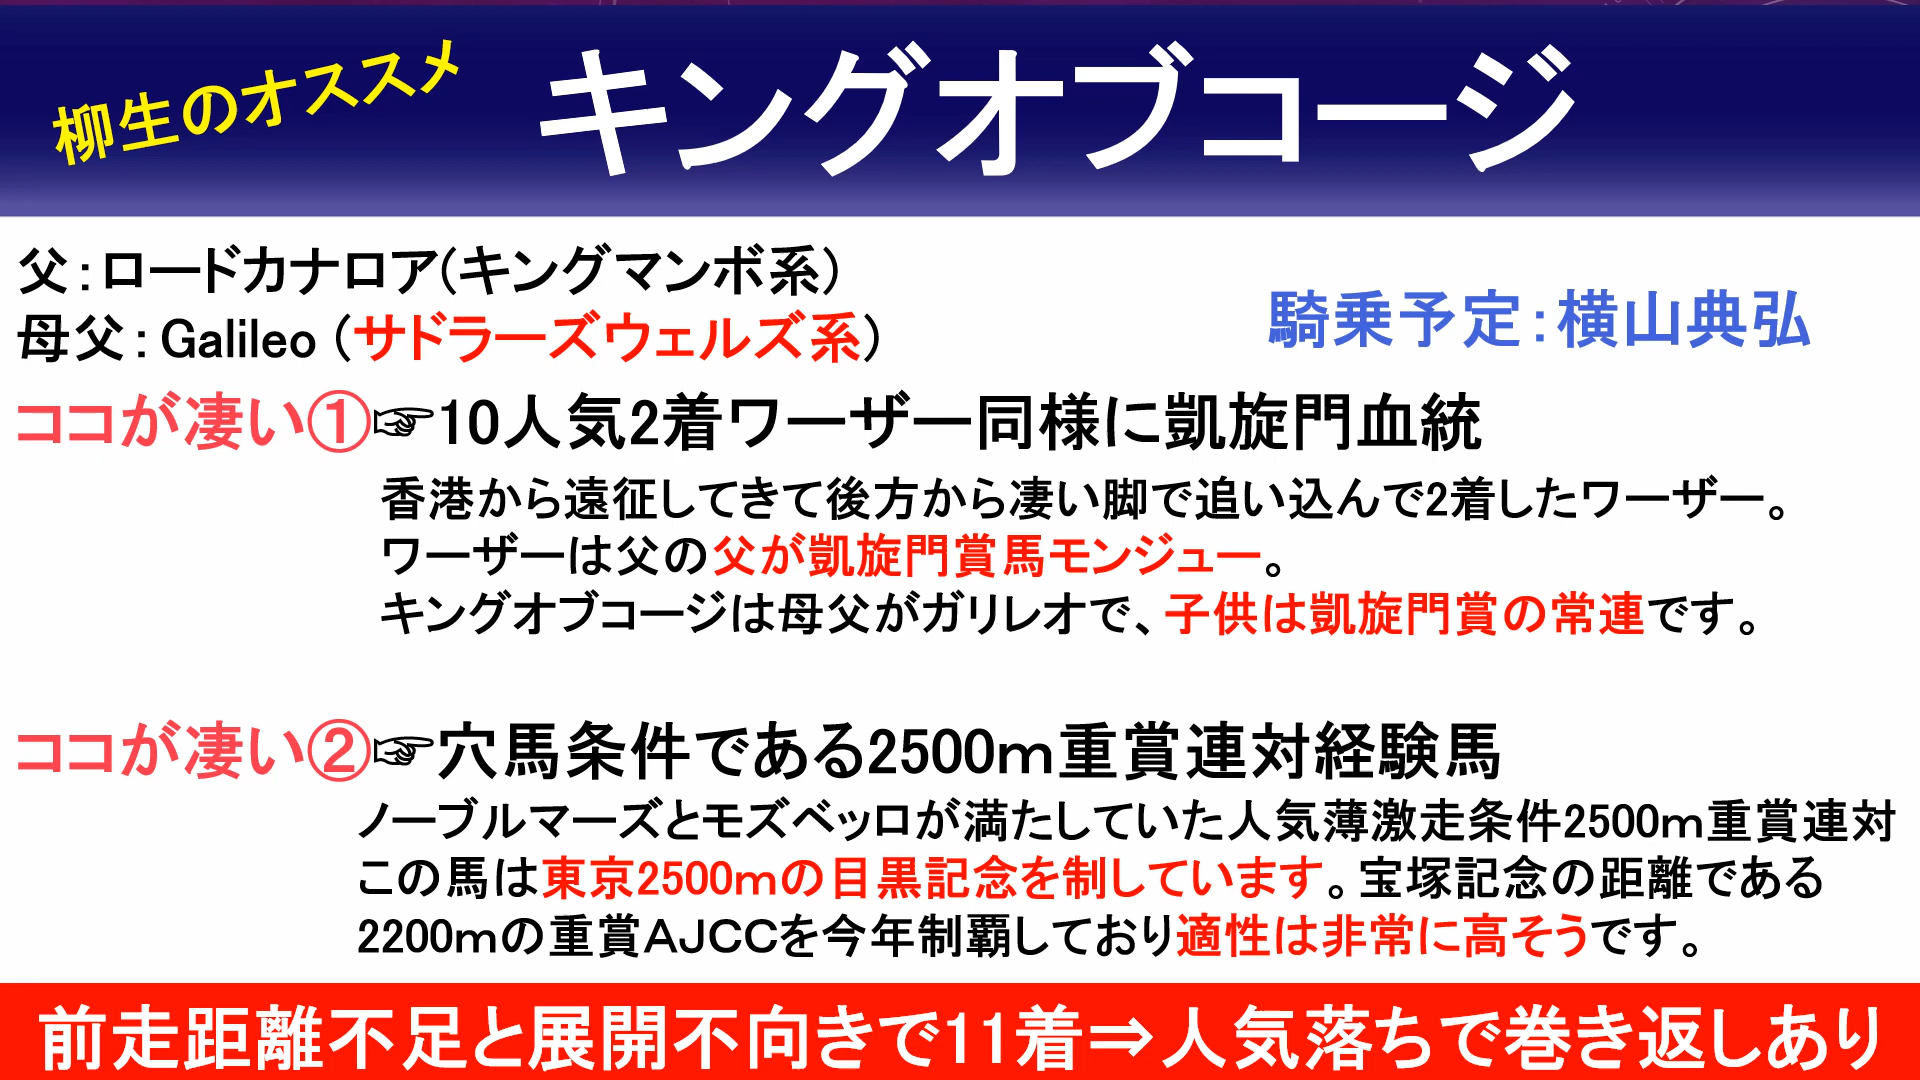 柳生のオススメ
キングオブコージ
父：ロードカナロア(キングマンボ系)
母父：Galileo (サドラーズウェルズ系)
騎乗予定：横山典弘
ココが凄い①☞10人気2着ワーザー同様に凱旋門血統
香港から遠征してきて後方から凄い脚で追い込んで2着したワーザー。
ワーザーは父の父が凱旋門賞馬モンジュー。
キングオブコージは母父がガリレオで、子供は凱旋門賞の常連です。
ココが凄い②☞穴馬条件である2500m重賞連対経験馬
ノーブルマーズとモズベッロが満たしていた人気薄激走条件2500m重賞連対
この馬は東京2500mの目黒記念を制しています。宝塚記念の距離である
2200mの重賞AJCCを今年制覇しており適性は非常に高そうです。
前走距離不足と展開不向きで11着⇒人気落ちで巻き返しあり